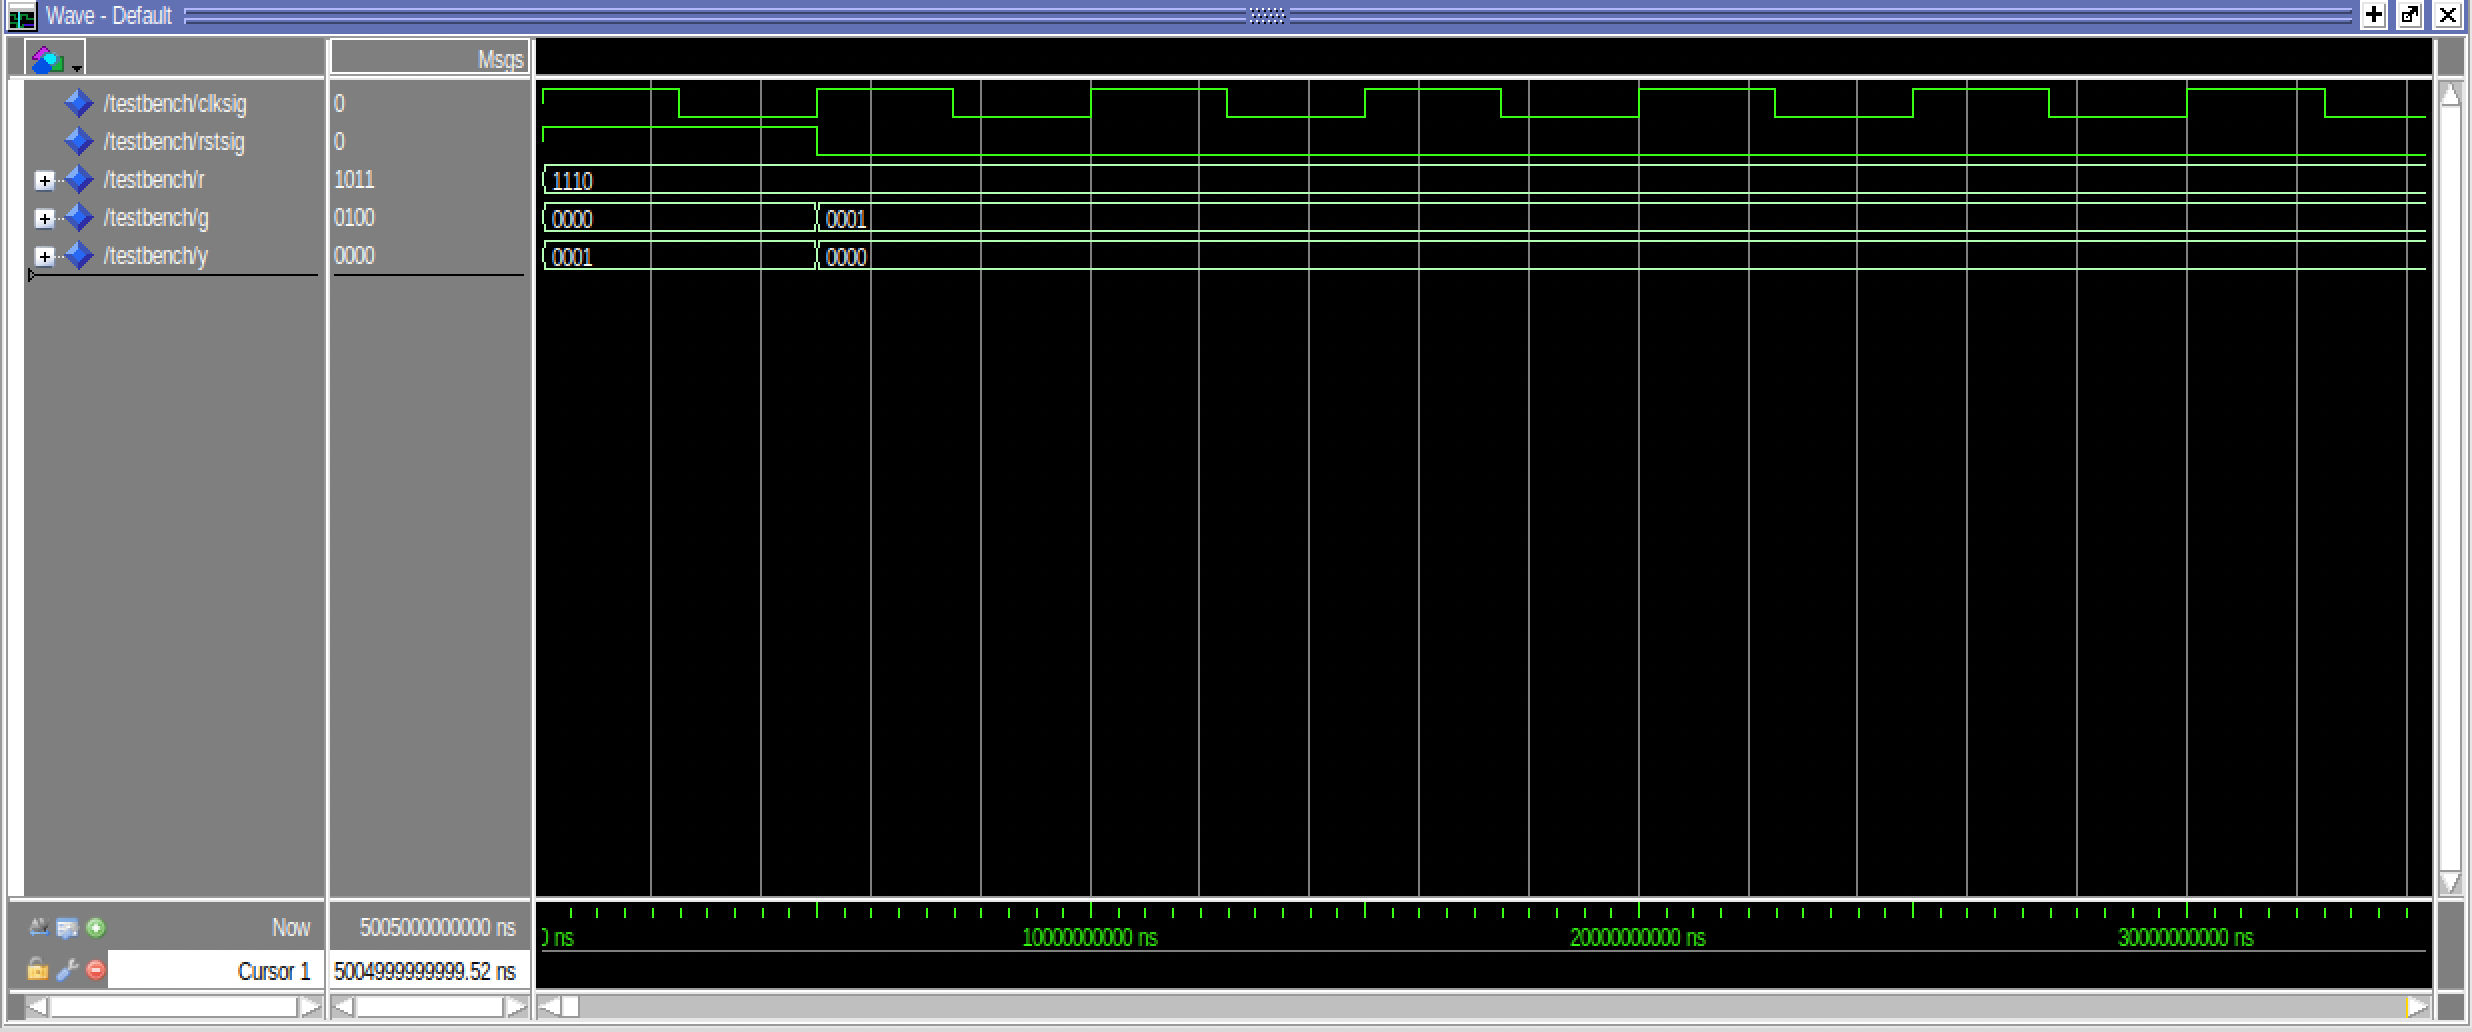 Wave - Default
Msgs
/testbench/clksig 0
/testbench/rstsig 0
/testbench/r 1011 1110
/testbench/g 0100 0000 0001
/testbench/y 0000 0001 0000
Now 5005000000000 ns
0 ns 10000000000 ns 20000000000 ns 30000000000 ns
Cursor 1 5004999999999.52 ns